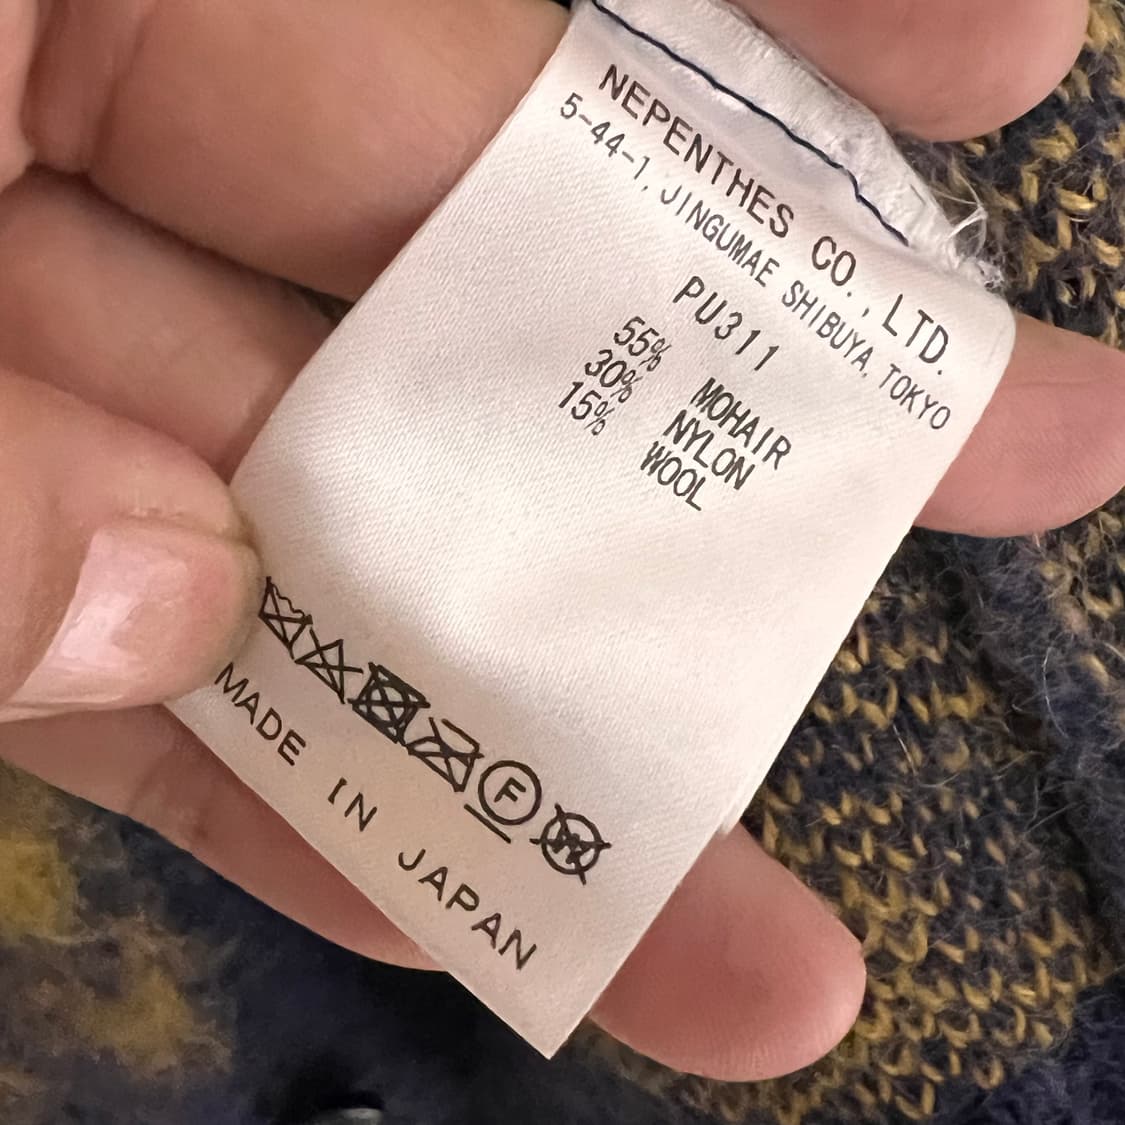 NEPENTHES CO., LTD.
5-44-1, JINGUMAE SHIBUYA, TOKYO
PU311
55% MOHAIR
30% NYLON
15% WOOL
F W
MADE IN JAPAN